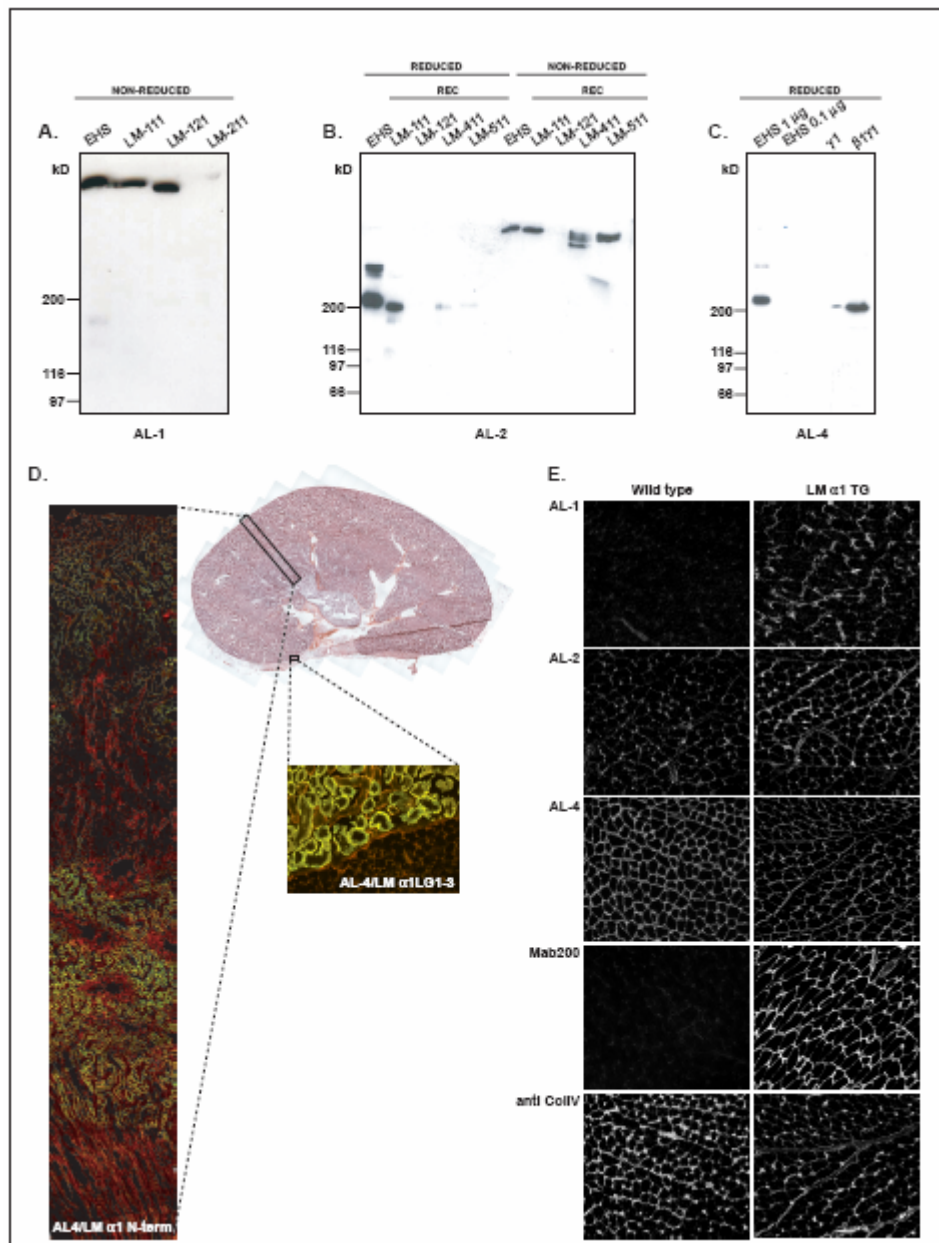 NON-REDUCED
A.
EHS LM-111 LM-121 LM-211
kD
200
116
97
AL-1
REDUCED NON-REDUCED
REC REC
B.
EHS LM-111 LM-121 LM-411 LM-511 EHS LM-111 LM-121 LM-411 LM-511
kD
200
116
97
66
AL-2
REDUCED
C.
EHS 1 µg EHS 0.1 µg γ1 β1γ1
kD
200
116
97
66
AL-4
D.
AL4/LM α1 N-term
AL-4/LM α1LG1-3
E.
Wild type LM α1 TG
AL-1
AL-2
AL-4
Mab200
anti CollV